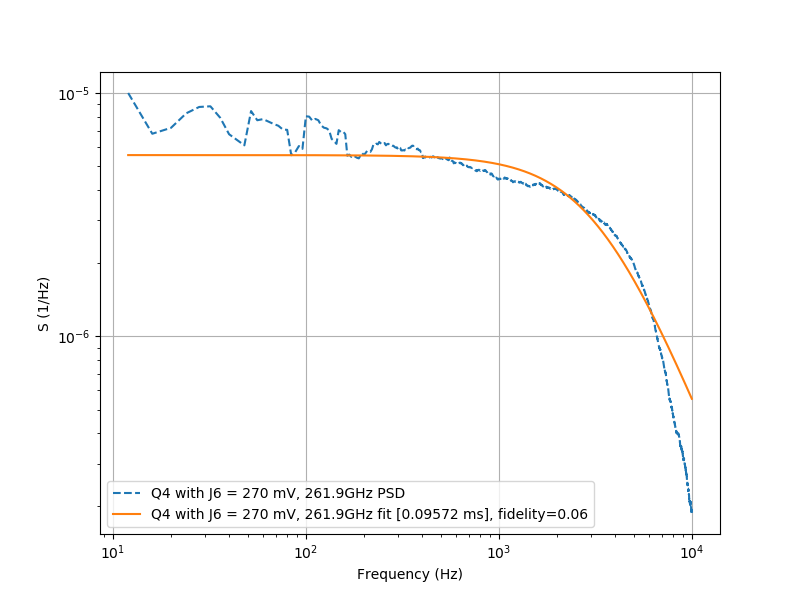 10⁻⁵
10⁻⁶
S (1/Hz)
Q4 with J6 = 270 mV, 261.9GHz PSD
Q4 with J6 = 270 mV, 261.9GHz fit [0.09572 ms], fidelity=0.06
10¹ 10² 10³ 10⁴
Frequency (Hz)